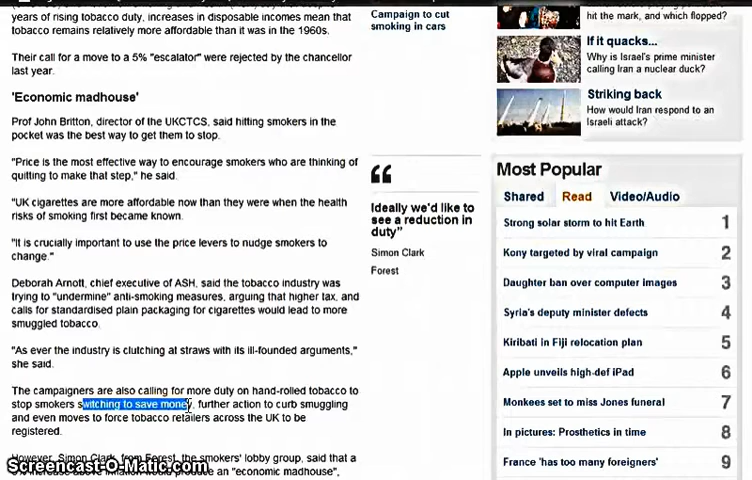 years of rising tobacco duty, increases in disposable incomes mean that
tobacco remains relatively more affordable than it was in the 1960s.
Their call for a move to a 5% "escalator" were rejected by the chancellor
last year.
'Economic madhouse'
Prof John Britton, director of the UKCTCS, said hitting smokers in the
pocket was the best way to get them to stop.
"Price is the most effective way to encourage smokers who are thinking of
quitting to make that step," he said.
"UK cigarettes are more affordable now than they were when the health
risks of smoking first became known.
"It is crucially important to use the price levers to nudge smokers to
change."
Deborah Arnott, chief executive of ASH, said the tobacco industry was
trying to "undermine" anti-smoking measures, arguing that higher tax, and
calls for standardised plain packaging for cigarettes would lead to more
smuggled tobacco.
"As ever the industry is clutching at straws with its ill-founded arguments,"
she said.
The campaigners are also calling for more duty on hand-rolled tobacco to
stop smokers switching to save money, further action to curb smuggling
and even moves to force tobacco retailers across the UK to be
registered.
However, Simon Clark, from Forest, the smokers' lobby group, said that a
5% increase above inflation would produce an "economic madhouse",
Screencast-O-Matic.com
Campaign to cut
smoking in cars
“
Ideally we'd like to
see a reduction in
duty”
Simon Clark
Forest
hit the mark, and which flopped?
If it quacks...
Why is Israel's prime minister
calling Iran a nuclear duck?
Striking back
How would Iran respond to an
Israeli attack?
Most Popular
Shared Read Video/Audio
Strong solar storm to hit Earth 1
Kony targeted by viral campaign 2
Daughter ban over computer images 3
Syria's deputy minister defects 4
Kiribati in Fiji relocation plan 5
Apple unveils high-def iPad 6
Monkees set to miss Jones funeral 7
In pictures: Prosthetics in time 8
France 'has too many foreigners' 9